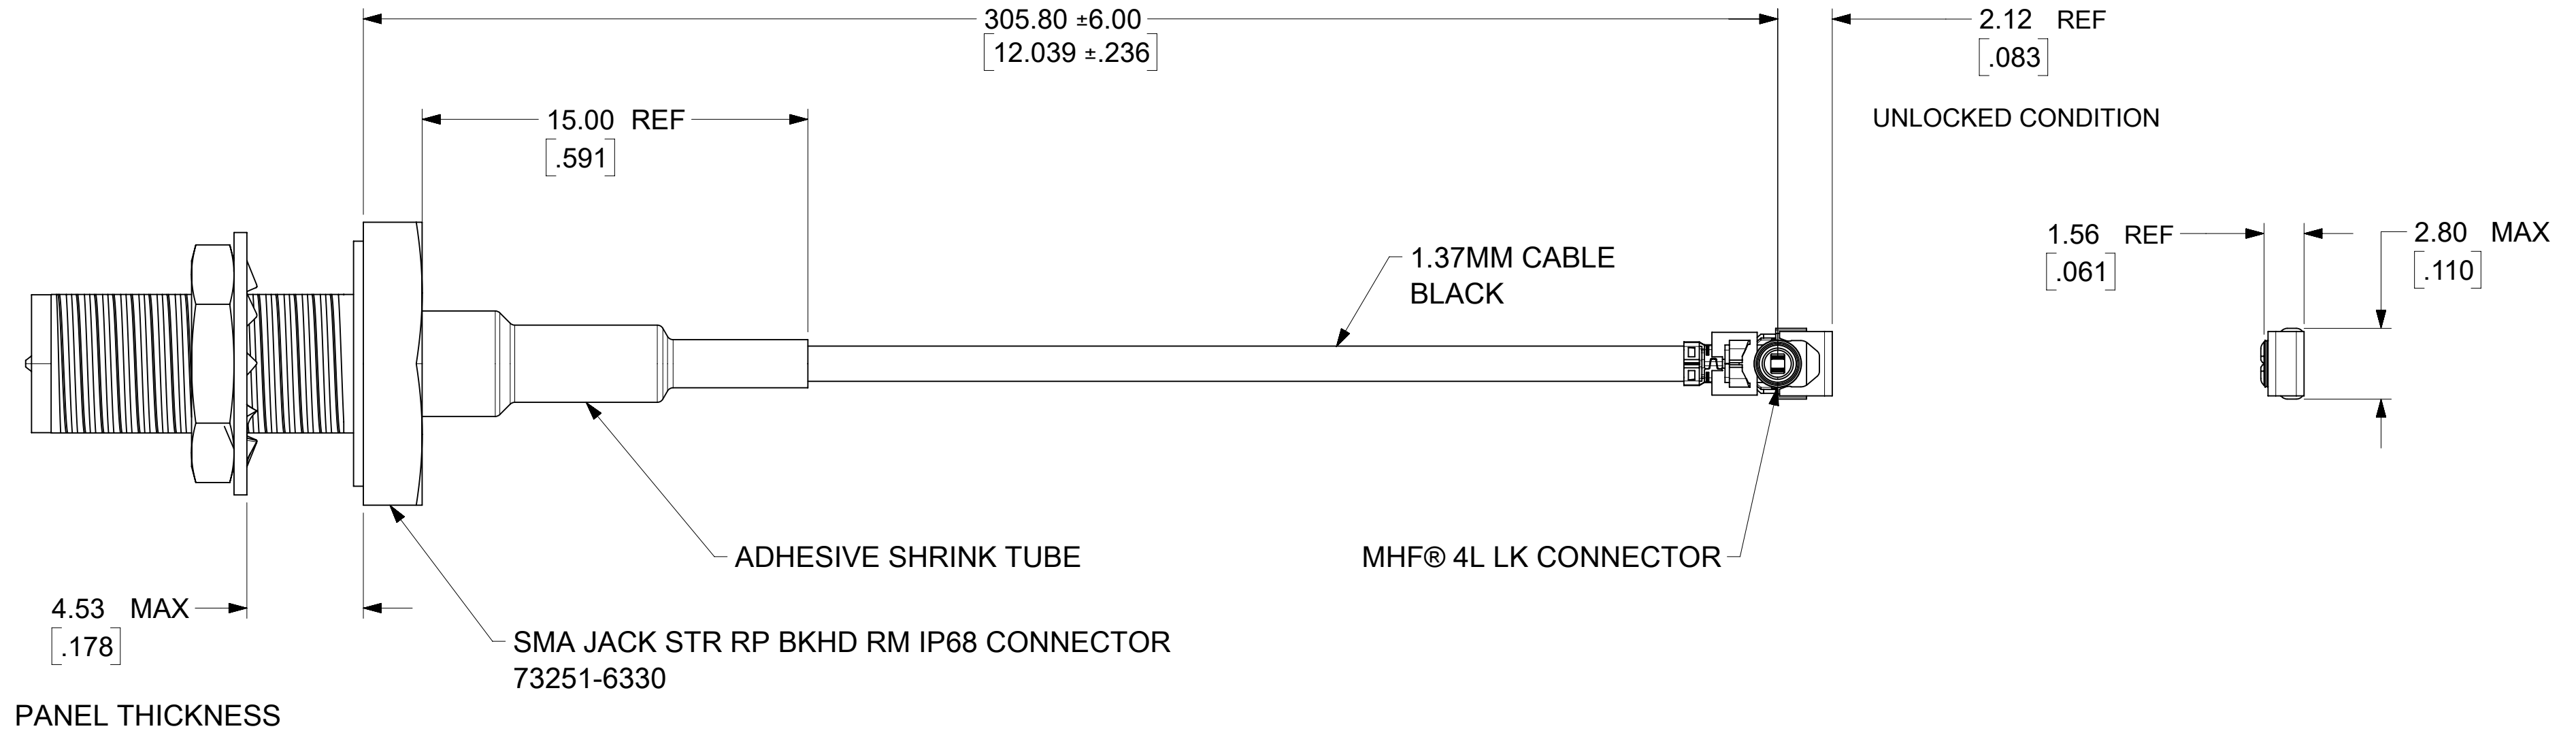 305.80 ±6.00
[12.039 ±.236]
2.12 REF
[.083]
UNLOCKED CONDITION
15.00 REF
[.591]
1.56 REF
[.061]
2.80 MAX
[.110]
1.37MM CABLE
BLACK
ADHESIVE SHRINK TUBE
MHF® 4L LK CONNECTOR
4.53 MAX
[.178]
PANEL THICKNESS
SMA JACK STR RP BKHD RM IP68 CONNECTOR
73251-6330